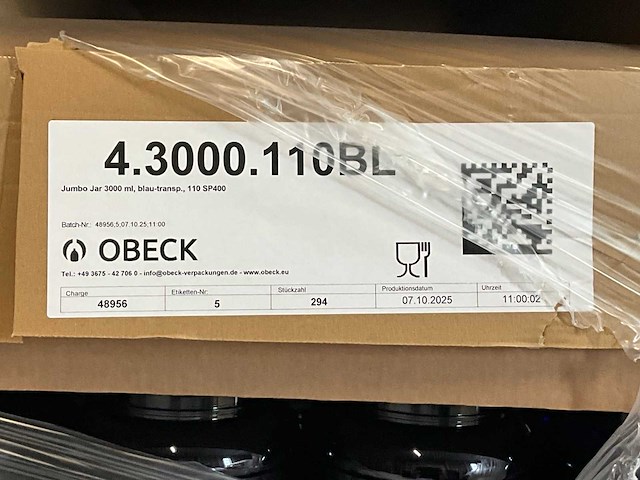 4.3000.110BL
Jumbo Jar 3000 ml, blau-transp., 110 SP400
Batch-Nr.: 48956;5;07.10.25;11:00
OBECK
Tel.: +49 3675 - 42 706 0 - info@obeck-verpackungen.de - www.obeck.eu
Charge Etiketten-Nr: Stückzahl Produktionsdatum Uhrzeit
48956 5 294 07.10.2025 11:00:02